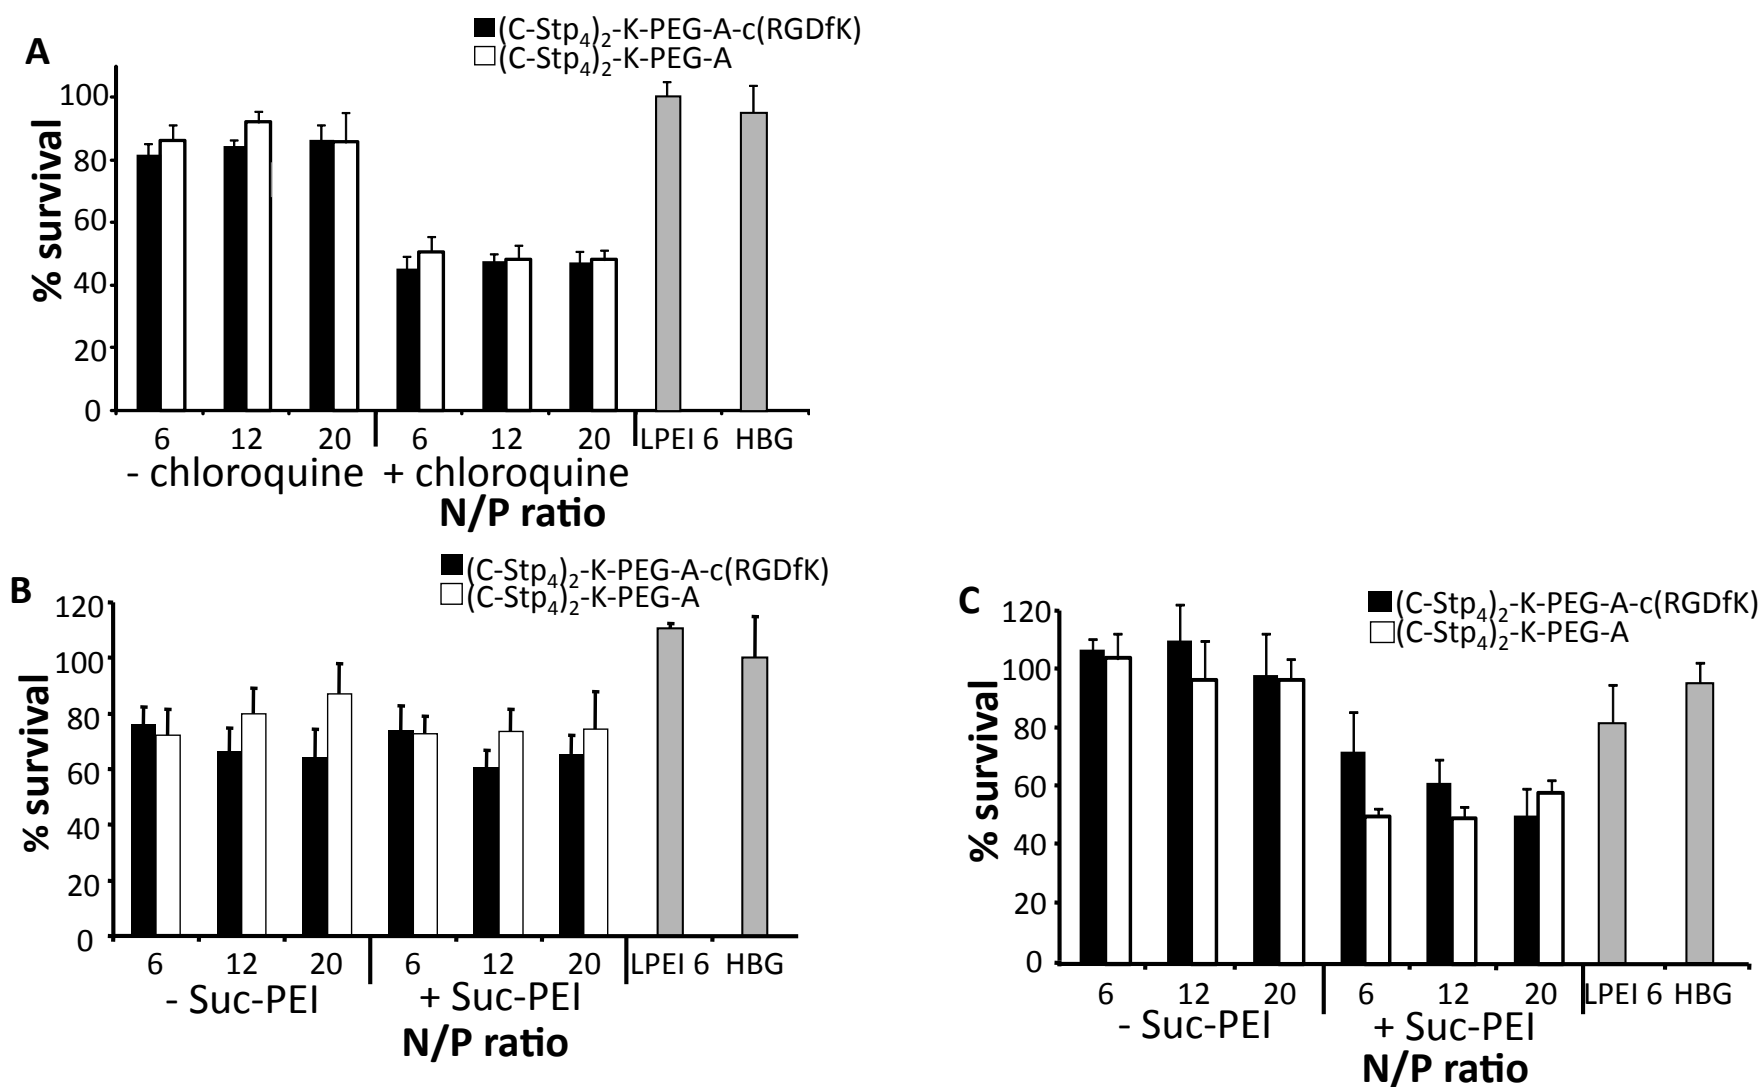 A
(C-Stp4)2-K-PEG-A-c(RGDfK)
(C-Stp4)2-K-PEG-A
% survival
100
80
60
40
20
0
6 12 20 6 12 20 LPEI 6 HBG
- chloroquine + chloroquine
N/P ratio
B
(C-Stp4)2-K-PEG-A-c(RGDfK)
(C-Stp4)2-K-PEG-A
% survival
120
100
80
60
40
20
0
6 12 20 6 12 20 LPEI 6 HBG
- Suc-PEI + Suc-PEI
N/P ratio
C
(C-Stp4)2-K-PEG-A-c(RGDfK)
(C-Stp4)2-K-PEG-A
% survival
120
100
80
60
40
20
0
6 12 20 6 12 20 LPEI 6 HBG
- Suc-PEI + Suc-PEI
N/P ratio